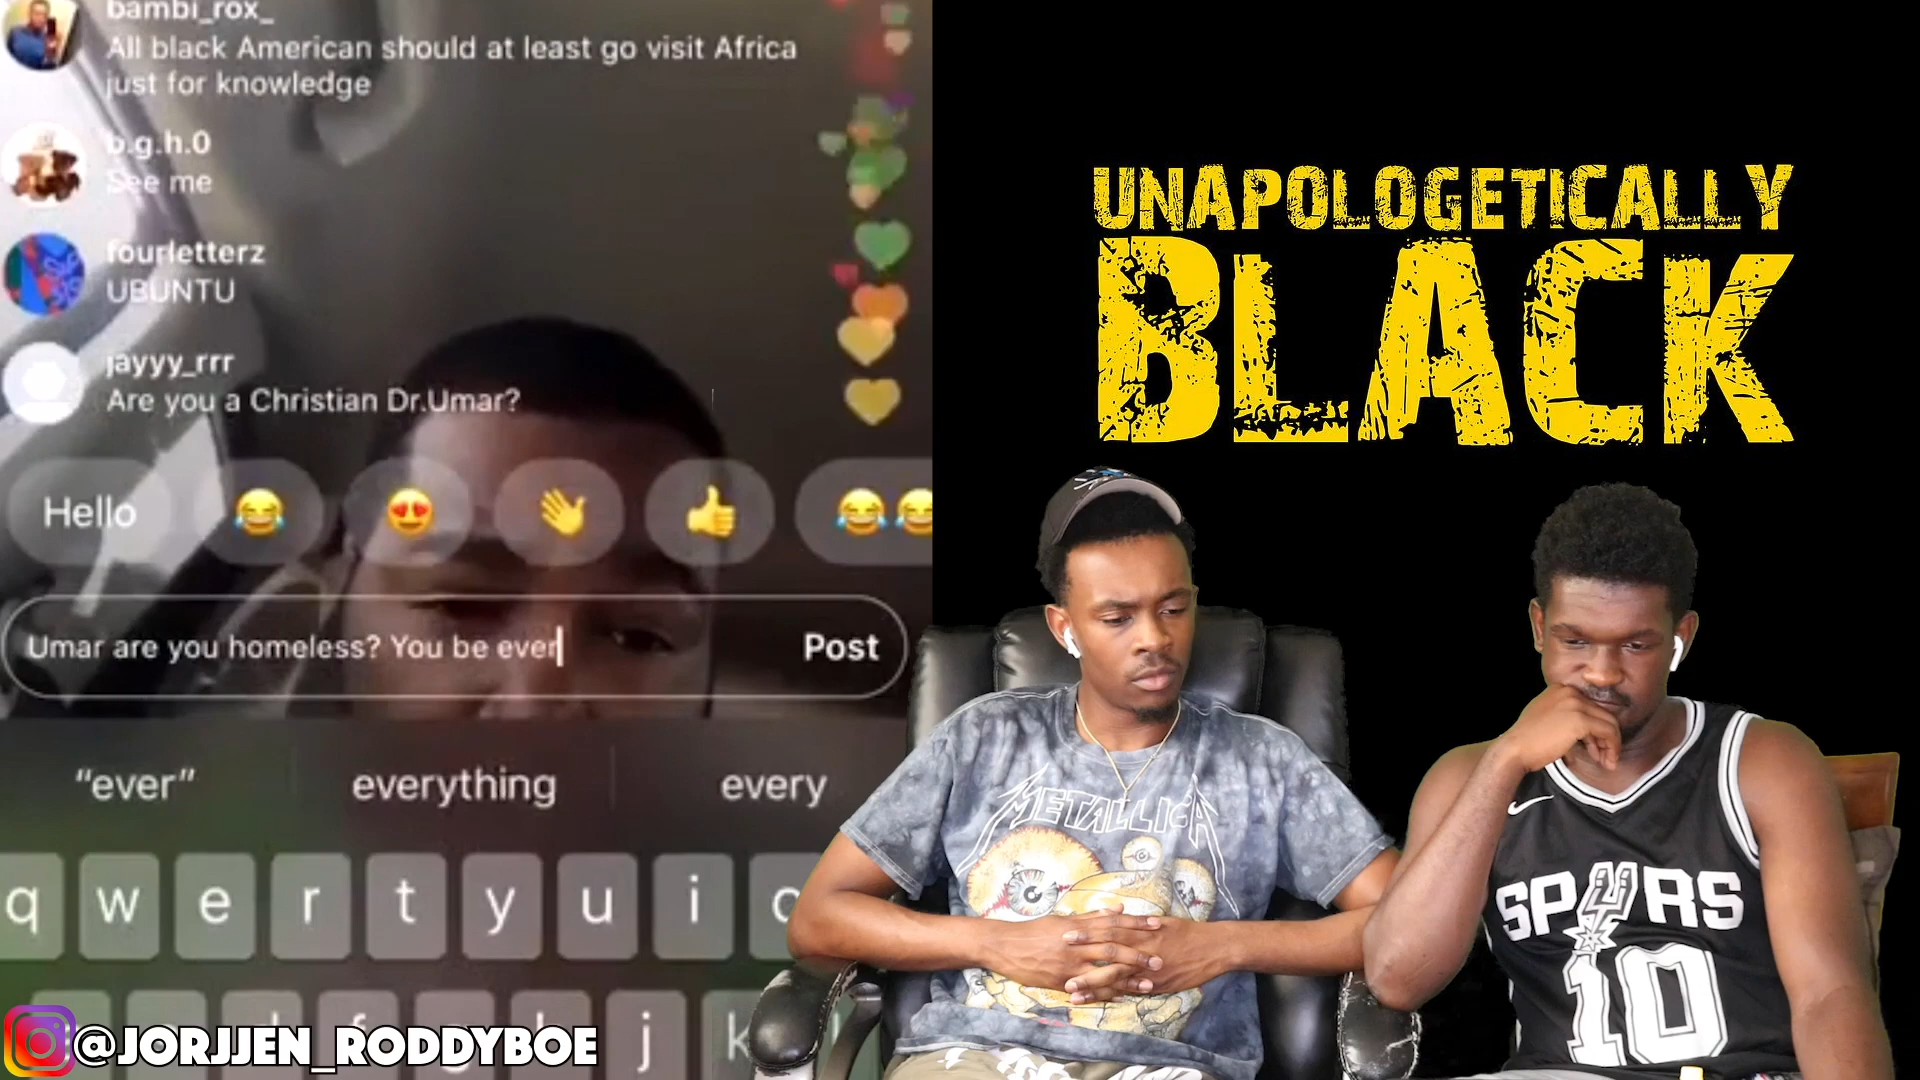 bambi_rox_
All black American should at least go visit Africa
just for knowledge
b.g.h.0
See me
fourletterz
UBUNTU
jayyy_rrr
Are you a Christian Dr.Umar?
Hello
Umar are you homeless? You be ever
Post
"ever"
everything
every
q w e r t y u i o
f g h j k l
@JORJJEN_RODDYBOE
UNAPOLOGETICALLY
BLACK
METALLICA
SPURS
10